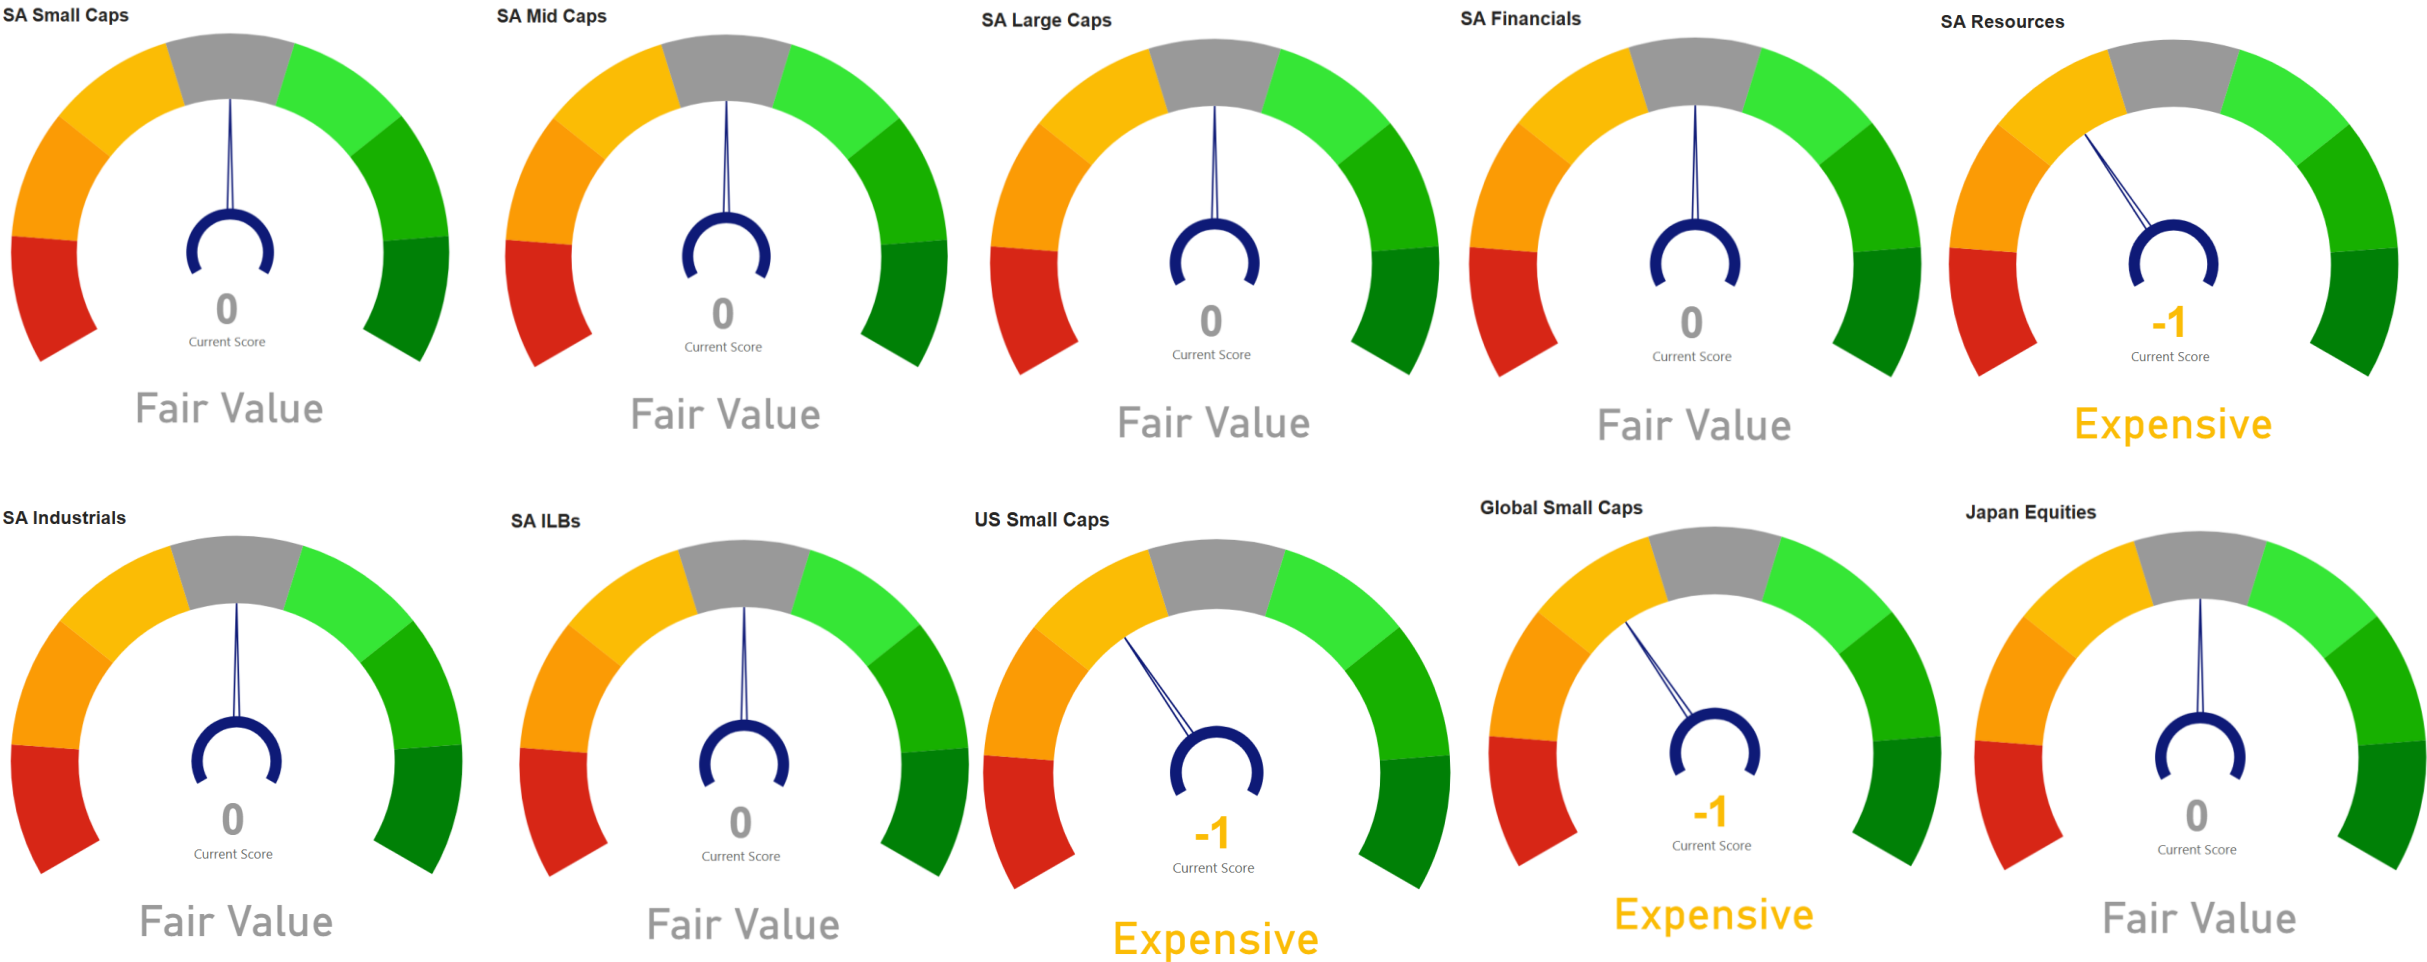 SA Small Caps
0
Current Score
Fair Value
SA Mid Caps
0
Current Score
Fair Value
SA Large Caps
0
Current Score
Fair Value
SA Financials
0
Current Score
Fair Value
SA Resources
-1
Current Score
Expensive
SA Industrials
0
Current Score
Fair Value
SA ILBs
0
Current Score
Fair Value
US Small Caps
-1
Current Score
Expensive
Global Small Caps
-1
Current Score
Expensive
Japan Equities
0
Current Score
Fair Value